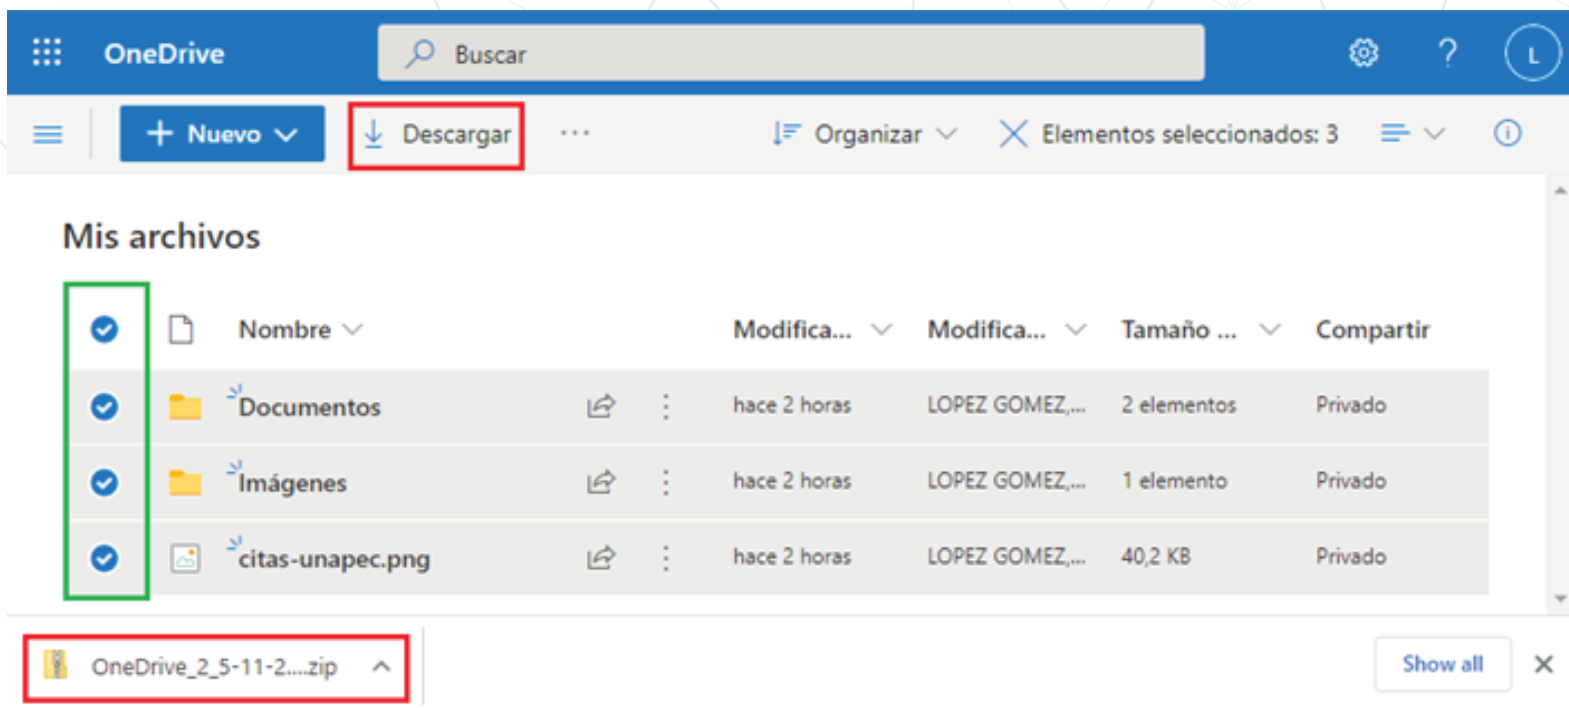 OneDrive Buscar ? L
+ Nuevo Descargar ... Organizar Elementos seleccionados: 3
Mis archivos
Nombre Modifica... Modifica... Tamaño ... Compartir
Documentos hace 2 horas LOPEZ GOMEZ,... 2 elementos Privado
Imágenes hace 2 horas LOPEZ GOMEZ,... 1 elemento Privado
citas-unapec.png hace 2 horas LOPEZ GOMEZ,... 40,2 KB Privado
OneDrive_2_5-11-2....zip Show all